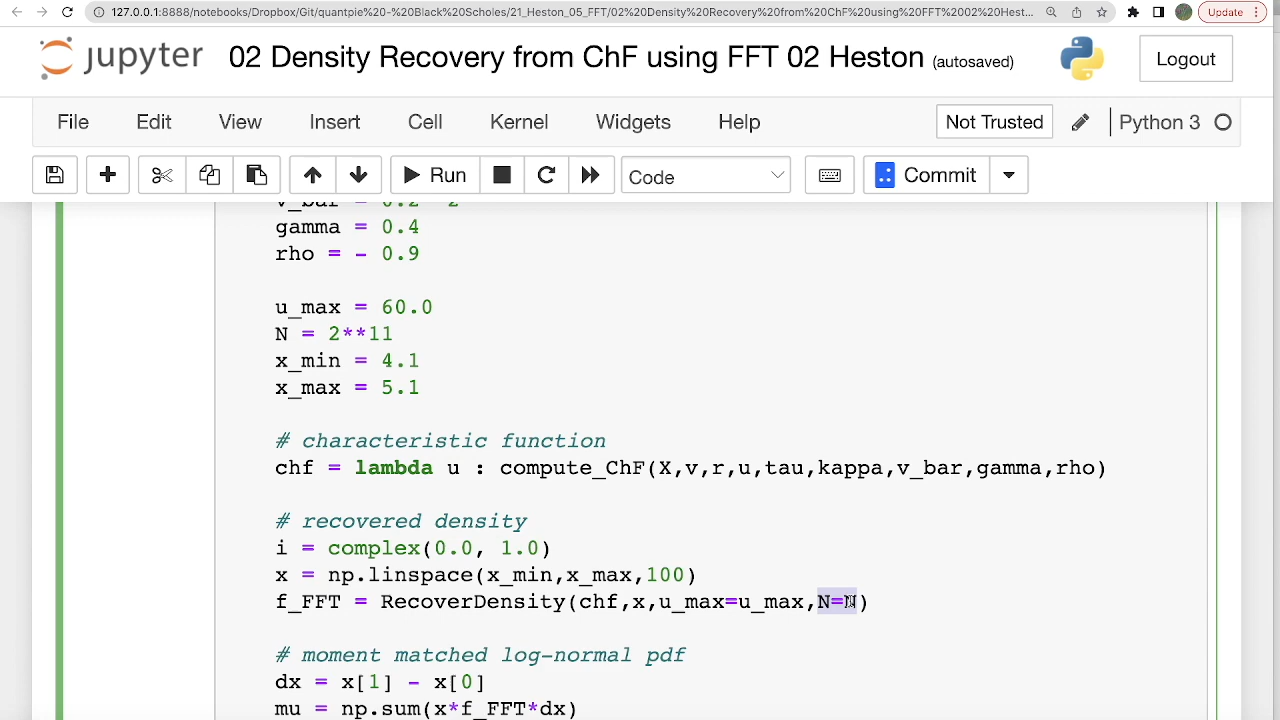 127.0.0.1:8888/notebooks/Dropbox/Git/quantpie%20-%20Black%20Scholes/21_Heston_05_FFT/02%20Density%20Recovery%20from%20ChF%20using%20FFT%2002%20Hest...
Update
jupyter 02 Density Recovery from ChF using FFT 02 Heston (autosaved)
Logout
File Edit View Insert Cell Kernel Widgets Help
Not Trusted
Python 3
Run
Code
Commit
v_bar = 0.2**2
gamma = 0.4
rho = - 0.9
u_max = 60.0
N = 2**11
x_min = 4.1
x_max = 5.1
# characteristic function
chf = lambda u : compute_ChF(X,v,r,u,tau,kappa,v_bar,gamma,rho)
# recovered density
i = complex(0.0, 1.0)
x = np.linspace(x_min,x_max,100)
f_FFT = RecoverDensity(chf,x,u_max=u_max,N=N)
# moment matched log-normal pdf
dx = x[1] - x[0]
mu = np.sum(x*f_FFT*dx)